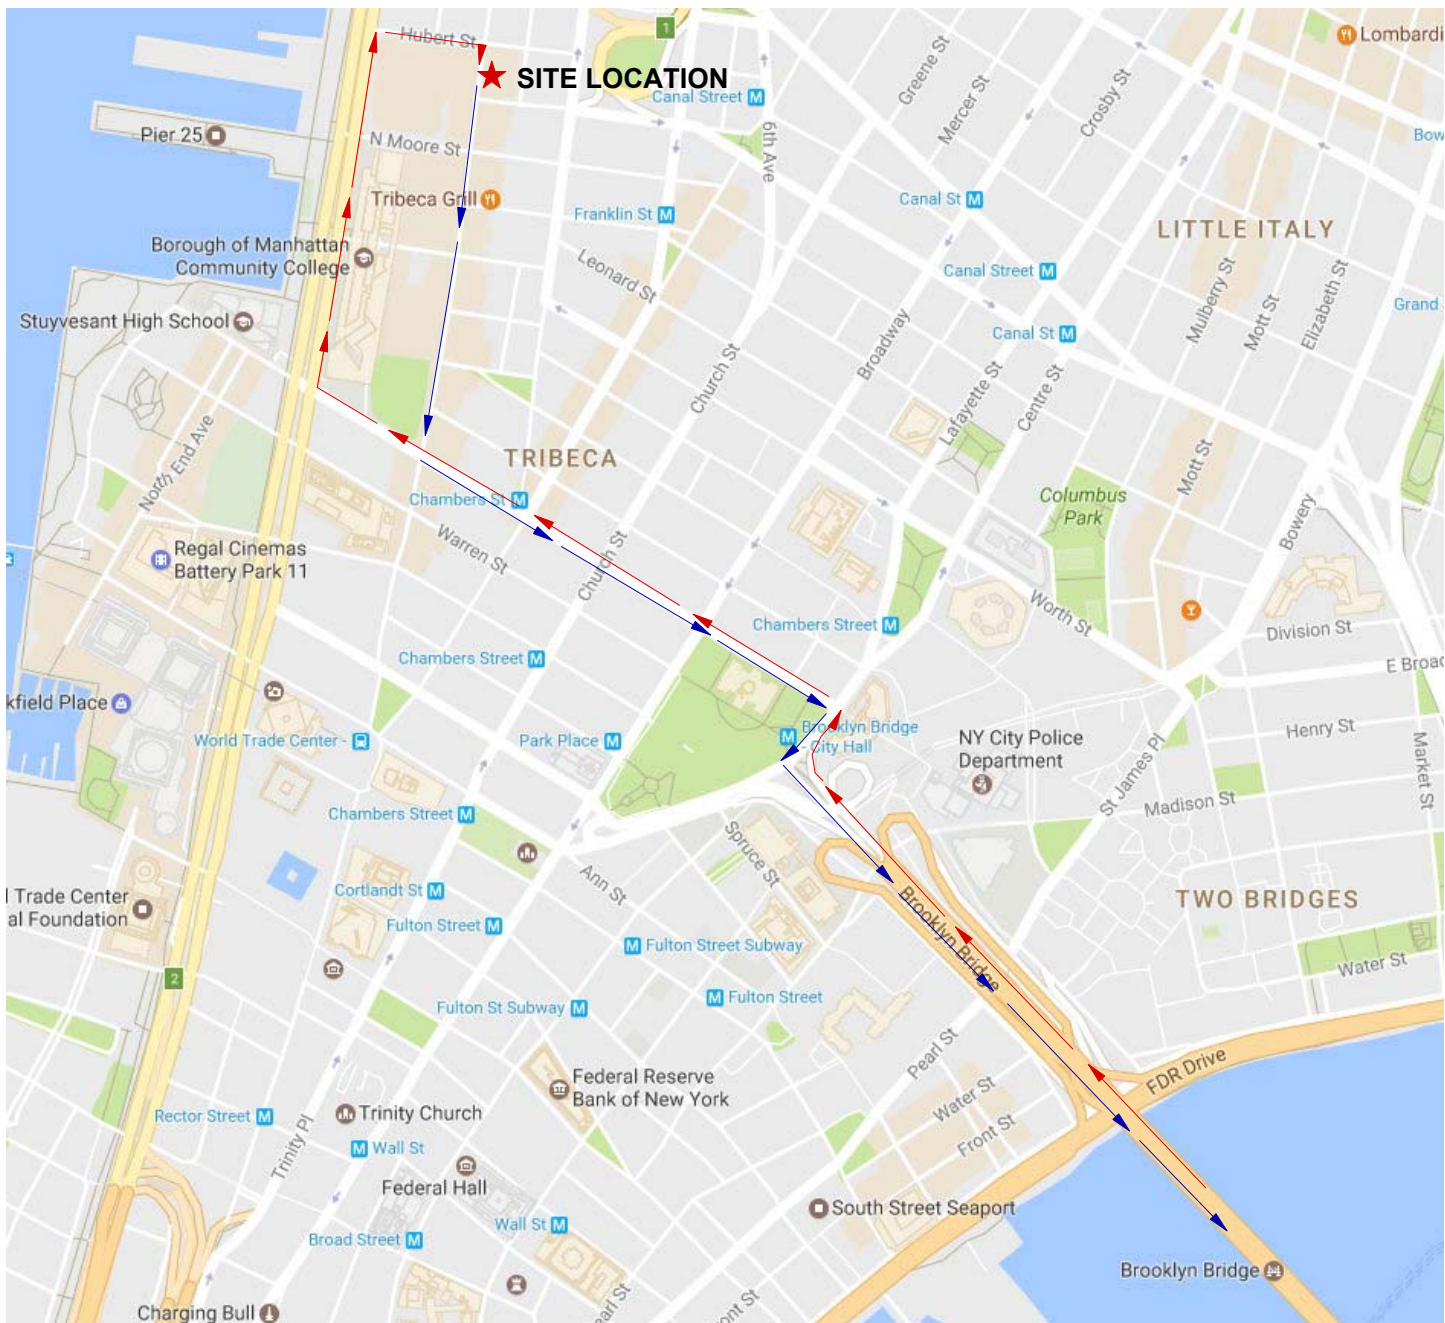 Hubert St
1
Lombardi
SITE LOCATION
Greene St
Mercer St
Crosby St
Canal Street M
Pier 25
N Moore St
6th Ave
Bow
Tribeca Grill
Franklin St M
Canal St M
LITTLE ITALY
Borough of Manhattan
Community College
Leonard St
Canal Street M
Mulberry St
Mott St
Elizabeth St
Grand
Stuyvesant High School
Broadway
Canal St M
Church St
Lafayette St
Centre St
North End Ave
TRIBECA
Mott St
Chambers St M
Columbus
Park
Bowery
Regal Cinemas
Battery Park 11
Warren St
Church St
Worth St
Chambers Street M
Division St
Chambers Street M
E Broad
kfield Place
World Trade Center -
Park Place M
M Brooklyn Bridge
- City Hall
NY City Police
Department
Henry St
Market St
St James Pl
Madison St
Chambers Street M
Spruce St
Ann St
l Trade Center
al Foundation
Cortlandt St M
Fulton Street M
Brooklyn Bridge
TWO BRIDGES
M Fulton Street Subway
Water St
2
Fulton St Subway M
M Fulton Street
Pearl St
FDR Drive
Federal Reserve
Bank of New York
Water St
Front St
Rector Street M
Trinity Church
Trinity Pl
M Wall St
Federal Hall
South Street Seaport
Wall St M
Broad Street M
Brooklyn Bridge
Charging Bull
earl St
ont St